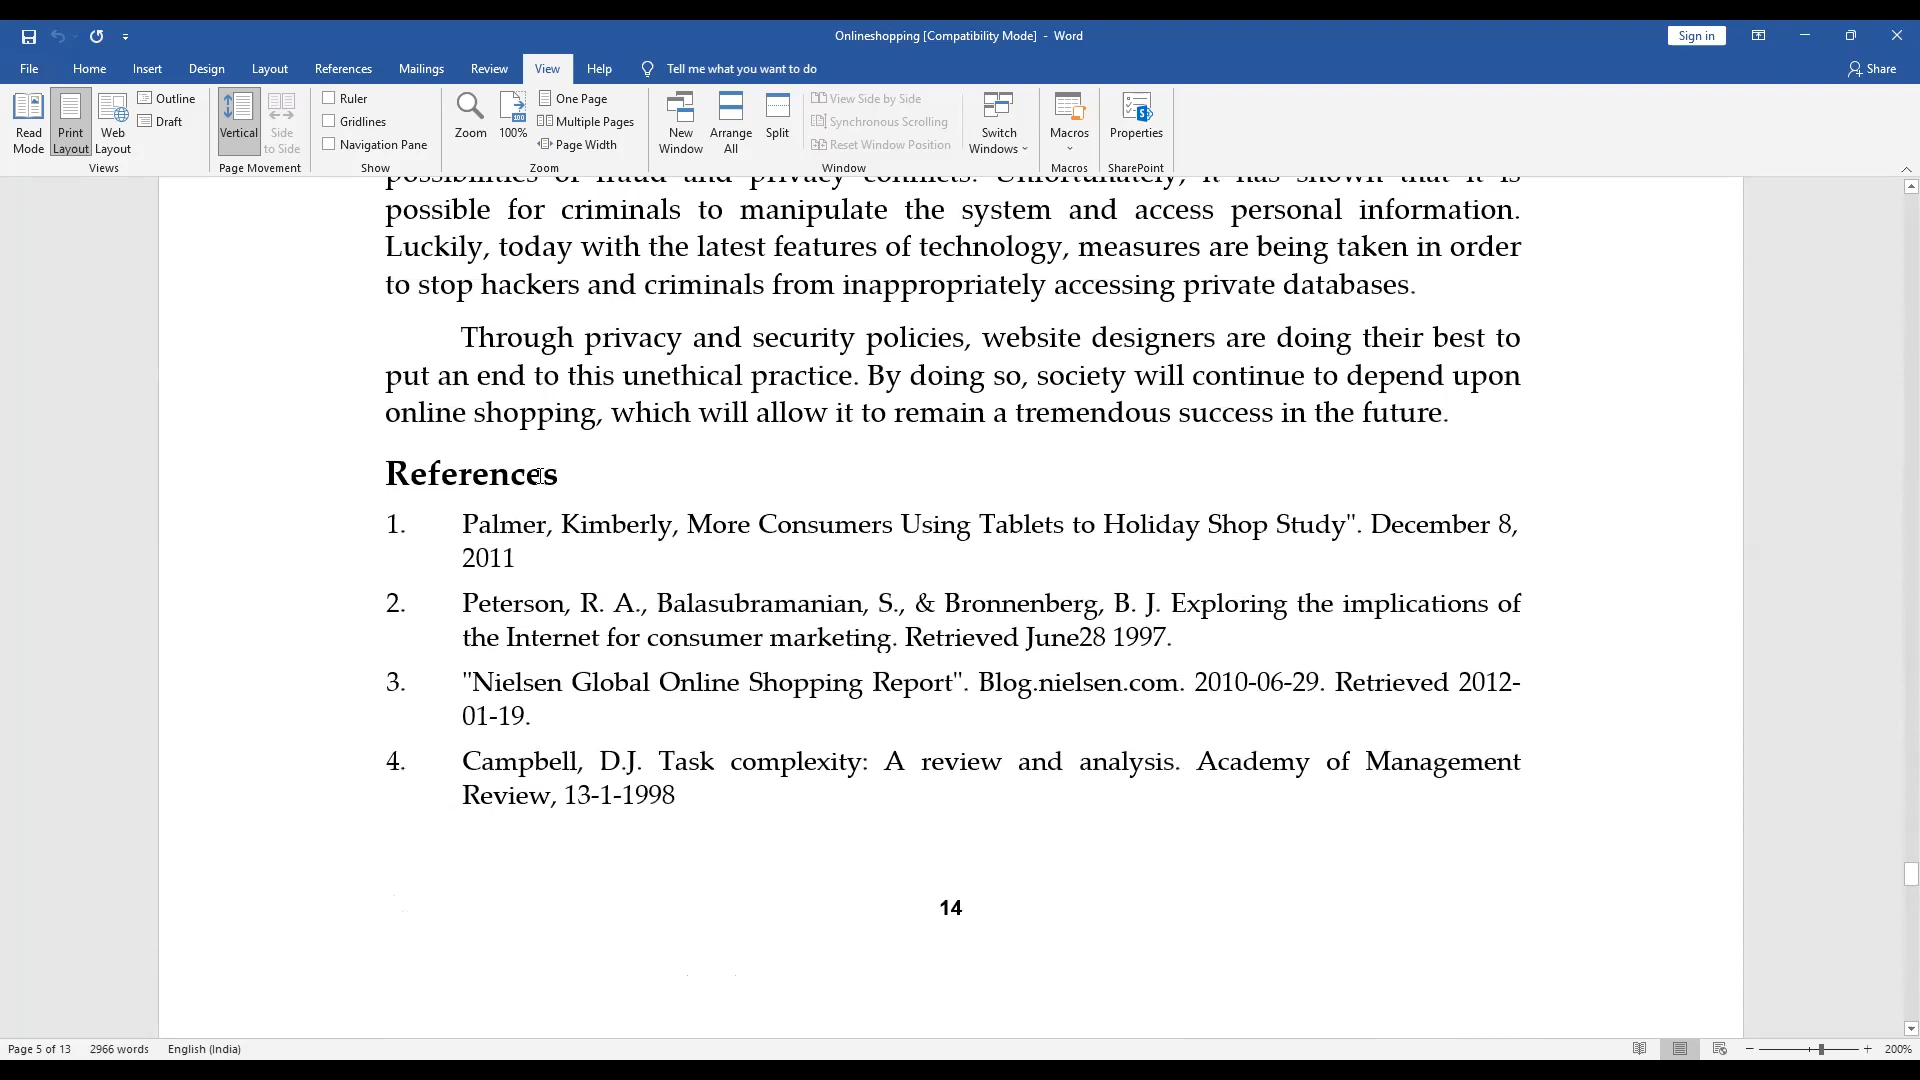 Onlineshopping [Compatibility Mode] - Word
Sign in
File Home Insert Design Layout References Mailings Review View Help Tell me what you want to do Share
Read Mode
Print Layout
Web Layout
Outline
Draft
Views
Vertical
Side to Side
Page Movement
Ruler
Gridlines
Navigation Pane
Show
Zoom
100%
One Page
Multiple Pages
Page Width
Zoom
New Window
Arrange All
Split
View Side by Side
Synchronous Scrolling
Reset Window Position
Window
Switch Windows
Macros
Macros
Properties
SharePoint
possibilities of fraud and privacy conflicts. Unfortunately, it has shown that it is
possible for criminals to manipulate the system and access personal information.
Luckily, today with the latest features of technology, measures are being taken in order
to stop hackers and criminals from inappropriately accessing private databases.
Through privacy and security policies, website designers are doing their best to
put an end to this unethical practice. By doing so, society will continue to depend upon
online shopping, which will allow it to remain a tremendous success in the future.
References
1. Palmer, Kimberly, More Consumers Using Tablets to Holiday Shop Study". December 8,
2011
2. Peterson, R. A., Balasubramanian, S., & Bronnenberg, B. J. Exploring the implications of
the Internet for consumer marketing. Retrieved June28 1997.
3. "Nielsen Global Online Shopping Report". Blog.nielsen.com. 2010-06-29. Retrieved 2012-
01-19.
4. Campbell, D.J. Task complexity: A review and analysis. Academy of Management
Review, 13-1-1998
14
Page 5 of 13 2966 words English (India) 200%